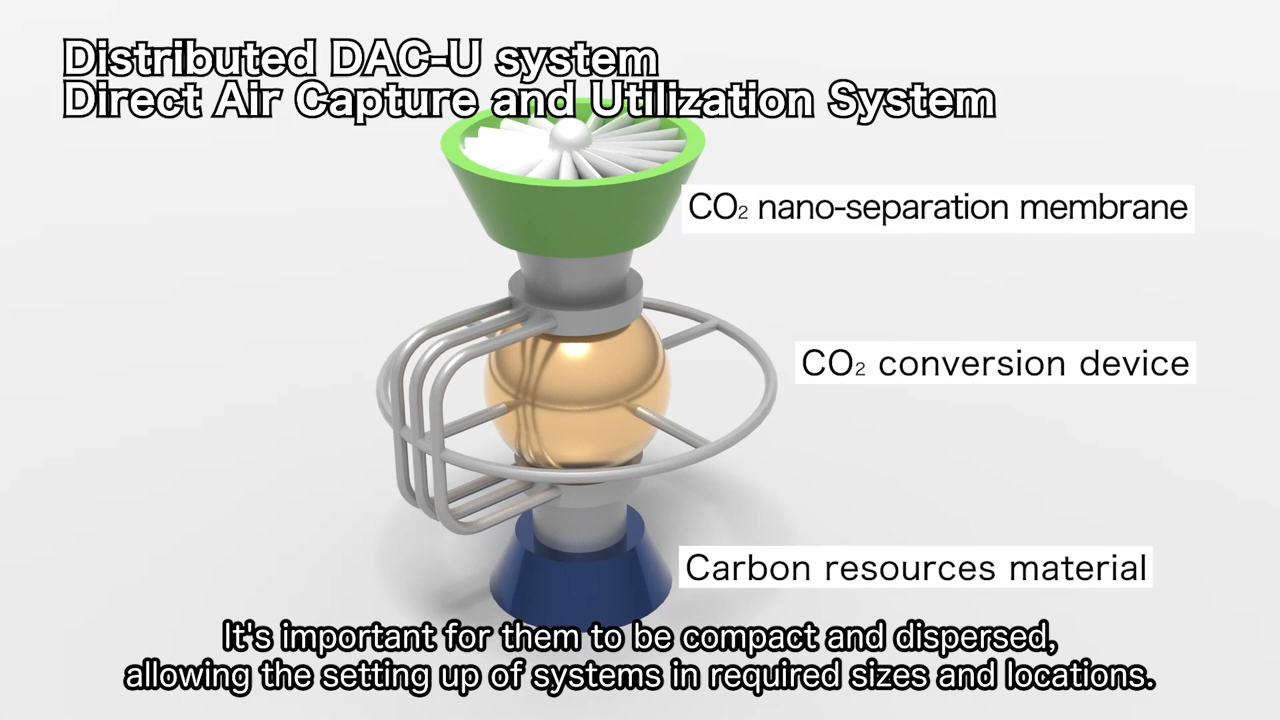 Distributed DAC-U system
Direct Air Capture and Utilization System
CO₂ nano-separation membrane
CO₂ conversion device
Carbon resources material
It's important for them to be compact and dispersed,
allowing the setting up of systems in required sizes and locations.